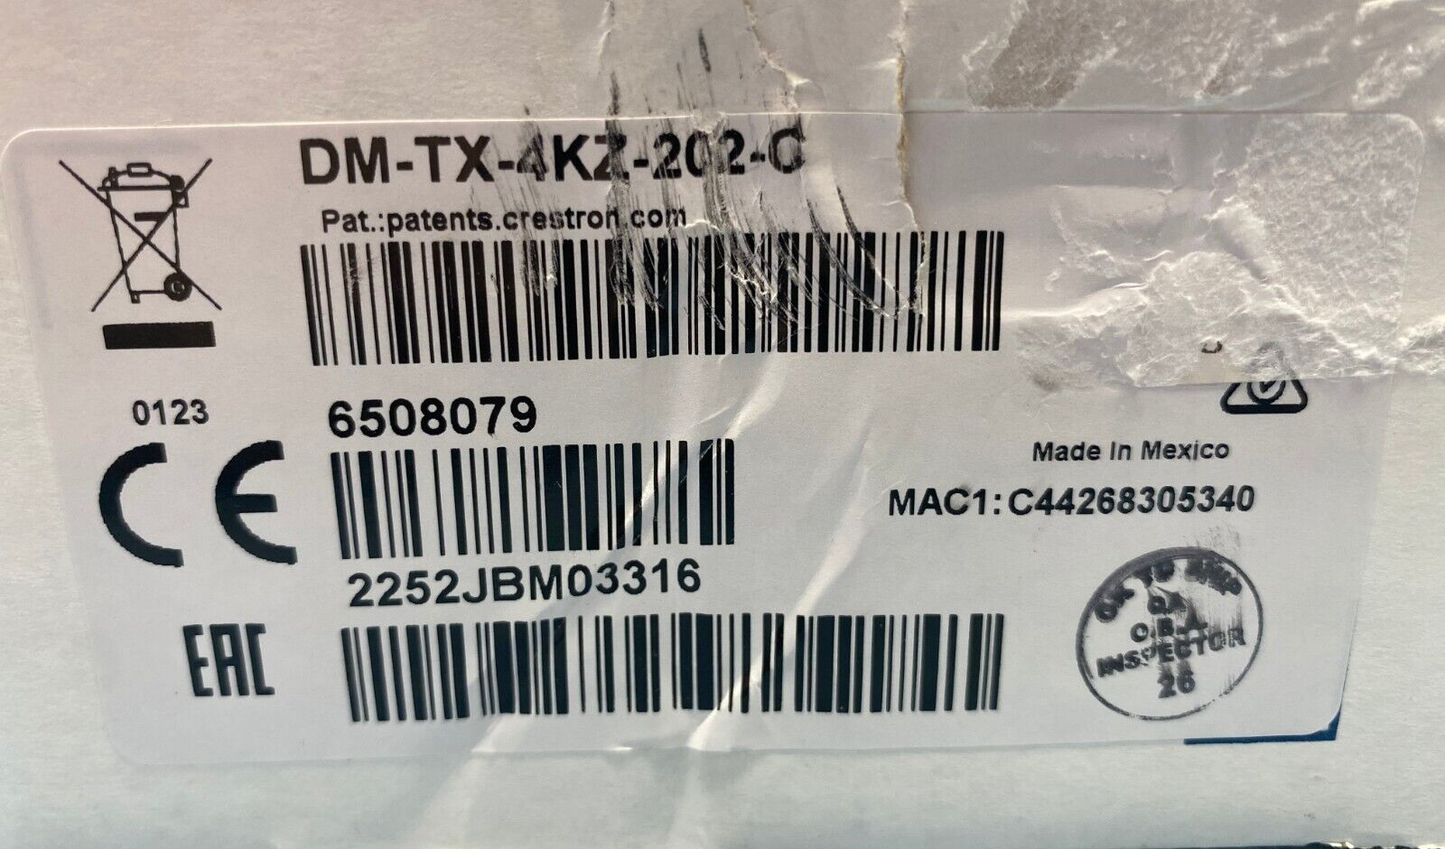 DM-TX-4KZ-202-C
Pat.:patents.crestron.com
0123
6508079
CE
Made In Mexico
MAC1: C44268305340
2252JBM03316
EAC
QA
O.B.A.
INSPECTOR
26